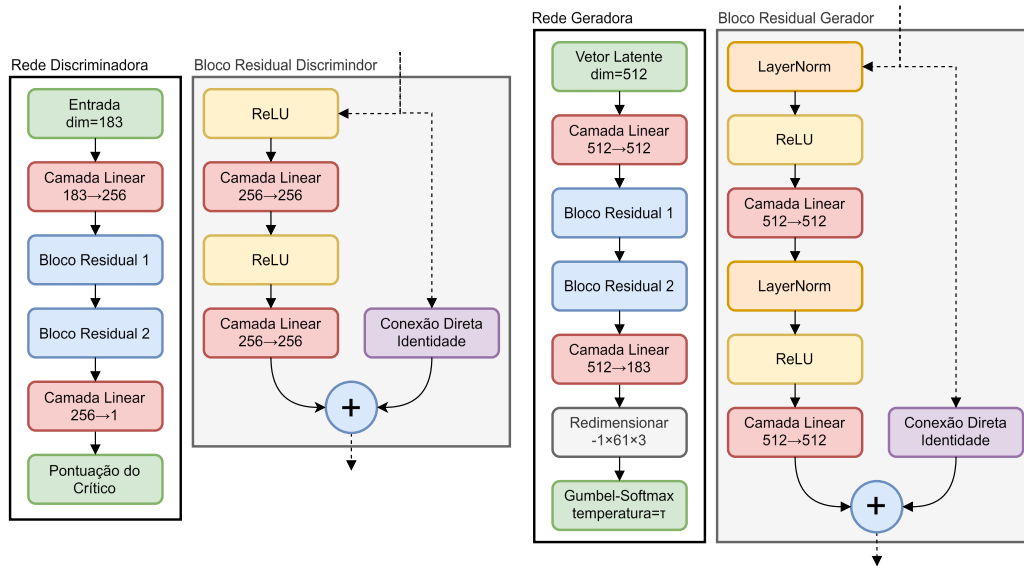 Rede Discriminadora
Entrada
dim=183
Camada Linear
183→256
Bloco Residual 1
Bloco Residual 2
Camada Linear
256→1
Pontuação do
Crítico
Bloco Residual Discrimindor
ReLU
Camada Linear
256→256
ReLU
Camada Linear
256→256
Conexão Direta
Identidade
+
Rede Geradora
Vetor Latente
dim=512
Camada Linear
512→512
Bloco Residual 1
Bloco Residual 2
Camada Linear
512→183
Redimensionar
-1×61×3
Gumbel-Softmax
temperatura=τ
Bloco Residual Gerador
LayerNorm
ReLU
Camada Linear
512→512
LayerNorm
ReLU
Camada Linear
512→512
Conexão Direta
Identidade
+